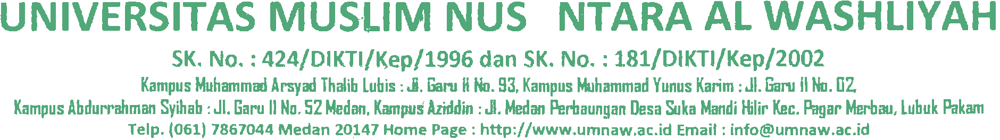 UNIVERSITAS MUSLIM NUS NTARA AL WASHLIYAH
SK. No. : 424/DIKTI/Kep/1996 dan SK. No. : 181/DIKTI/Kep/2002
Kampus Muhammad Arsyad Thalib Lubis : Jl. Garu II No. 93, Kampus Muhammad Yunus Karim : Jl. Garu II No. 02,
Kampus Abdurrahman Syihab : Jl. Garu II No. 52 Medan, Kampus Aziddin : Jl. Medan Perbaungan Desa Suka Mandi Hilir Kec. Pagar Merbau, Lubuk Pakam
Telp. (061) 7867044 Medan 20147 Home Page : http://www.umnaw.ac.id Email : info@umnaw.ac.id